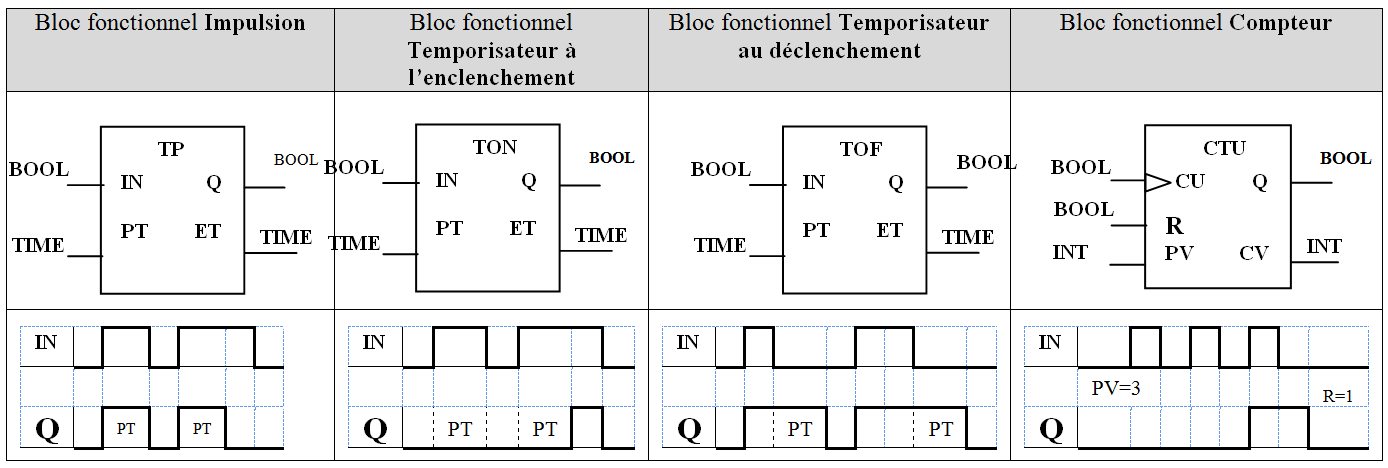 Bloc fonctionnel Impulsion
Bloc fonctionnel
Temporisateur à
l’enclenchement
Bloc fonctionnel Temporisateur
au déclenchement
Bloc fonctionnel Compteur
TP
BOOL
IN
Q
BOOL
TIME
PT
ET
TIME
TON
BOOL
IN
Q
BOOL
TIME
PT
ET
TIME
TOF
BOOL
IN
Q
BOOL
TIME
PT
ET
TIME
CTU
BOOL
CU
Q
BOOL
BOOL
R
INT
PV
CV
INT
IN
Q
PT
PT
IN
Q
PT
PT
IN
Q
PT
PT
IN
PV=3
R=1
Q